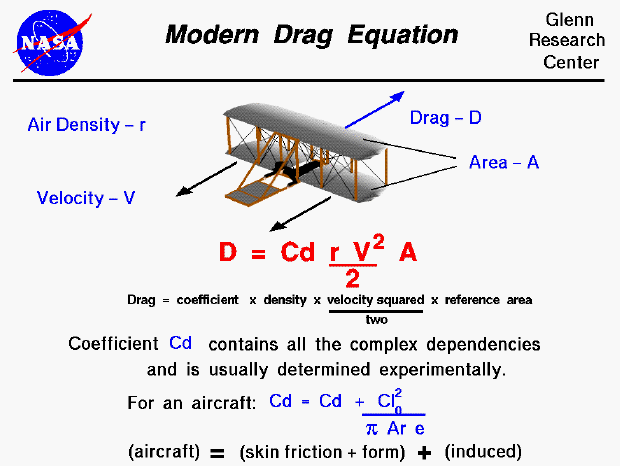 NASA
Modern Drag Equation
Glenn
Research
Center
Air Density – r
Drag – D
Area – A
Velocity – V
D = Cd r V² / 2 A
Drag = coefficient x density x velocity squared / two x reference area
Coefficient Cd contains all the complex dependencies
and is usually determined experimentally.
For an aircraft: Cd = Cd + Cl₀² / π Ar e
(aircraft) = (skin friction + form) + (induced)